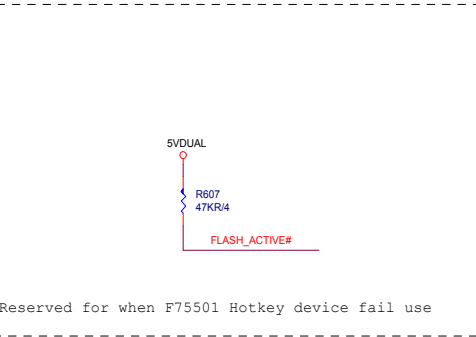 5VDUAL
R607
47KR/4
FLASH_ACTIVE#
Reserved for when F75501 Hotkey device fail use